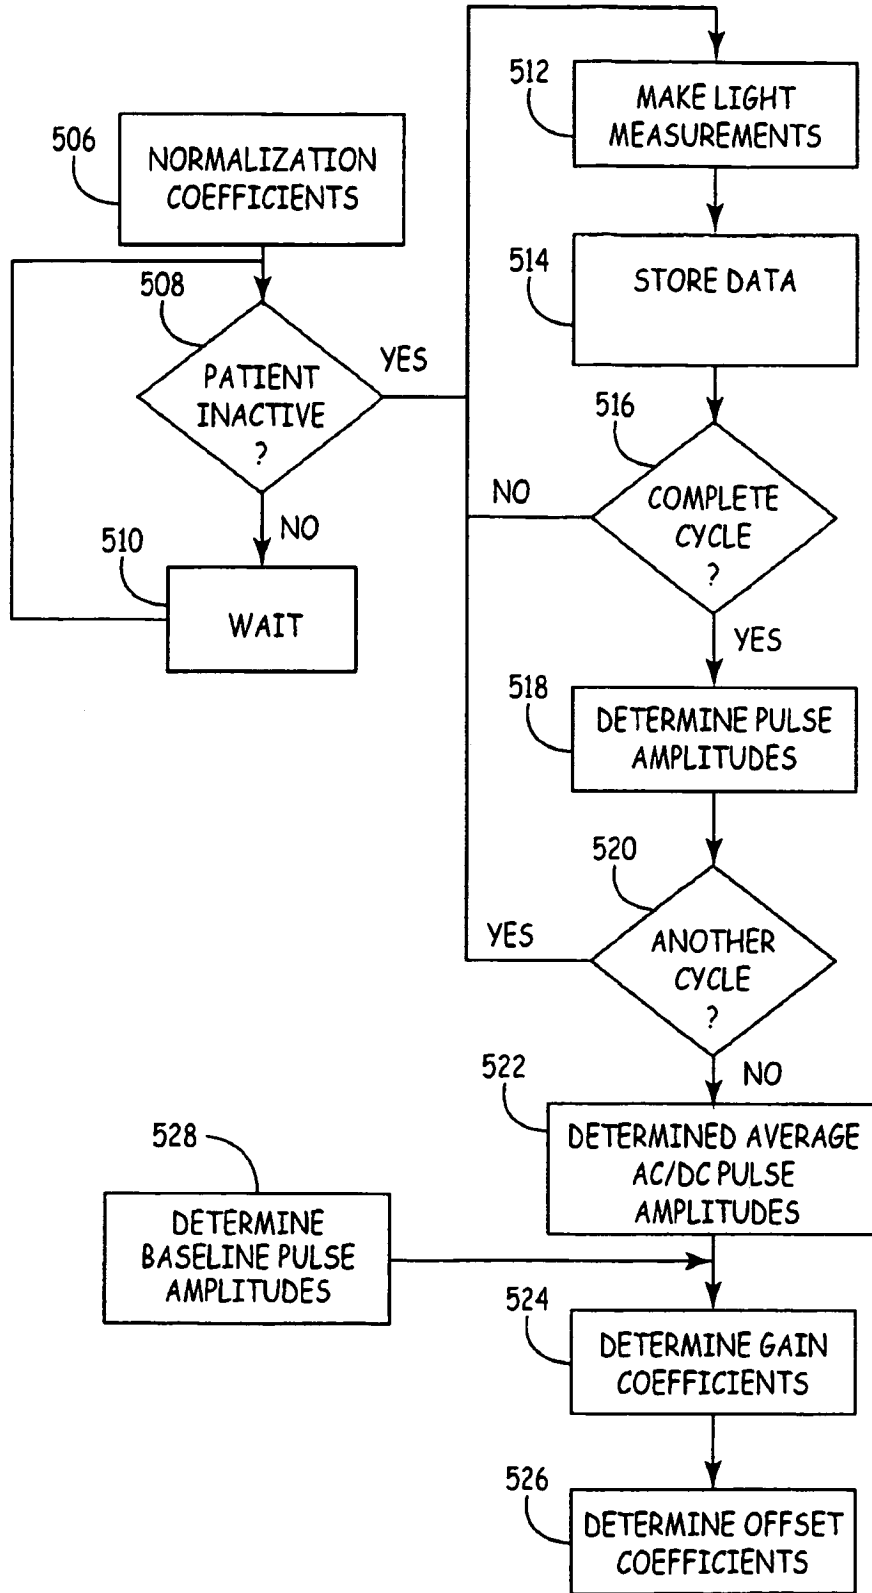 506
NORMALIZATION
COEFFICIENTS
508
PATIENT
INACTIVE
?
YES
NO
510
WAIT
512
MAKE LIGHT
MEASUREMENTS
514
STORE DATA
516
COMPLETE
CYCLE
?
NO
YES
518
DETERMINE PULSE
AMPLITUDES
520
ANOTHER
CYCLE
?
YES
NO
522
DETERMINED AVERAGE
AC/DC PULSE
AMPLITUDES
528
DETERMINE
BASELINE PULSE
AMPLITUDES
524
DETERMINE GAIN
COEFFICIENTS
526
DETERMINE OFFSET
COEFFICIENTS